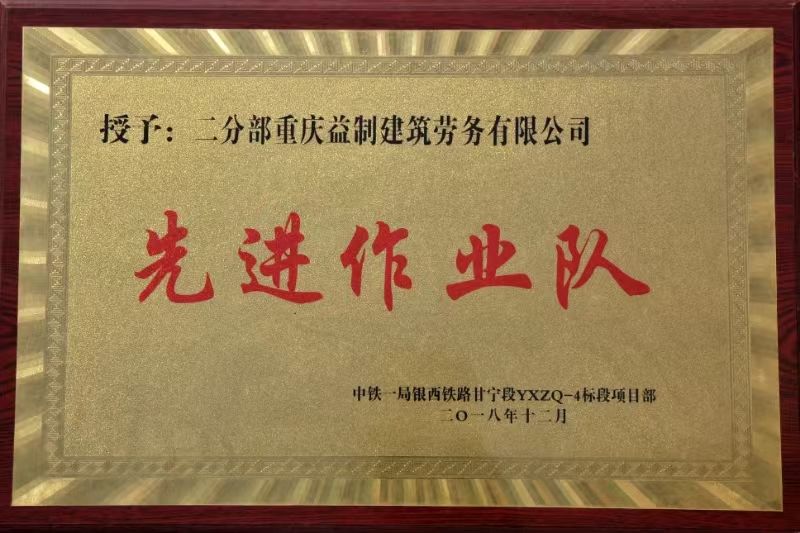 授予：二分部重庆益制建筑劳务有限公司
先进作业队
中铁一局银西铁路甘宁段YXZQ-4标段项目部
二〇一八年十二月